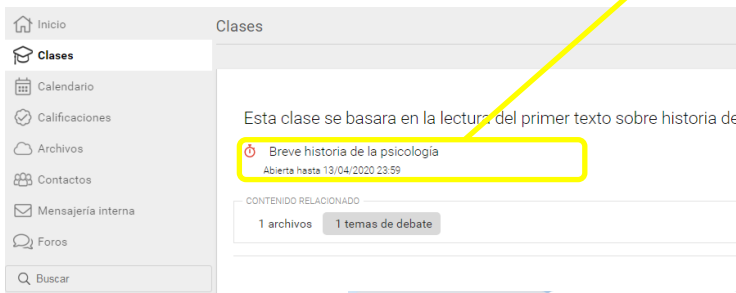 Inicio
Clases
Calendario
Calificaciones
Archivos
Contactos
Mensajería interna
Foros
Buscar
Clases
Esta clase se basara en la lectura del primer texto sobre historia de
Breve historia de la psicología
Abierta hasta 13/04/2020 23:59
CONTENIDO RELACIONADO
1 archivos 1 temas de debate